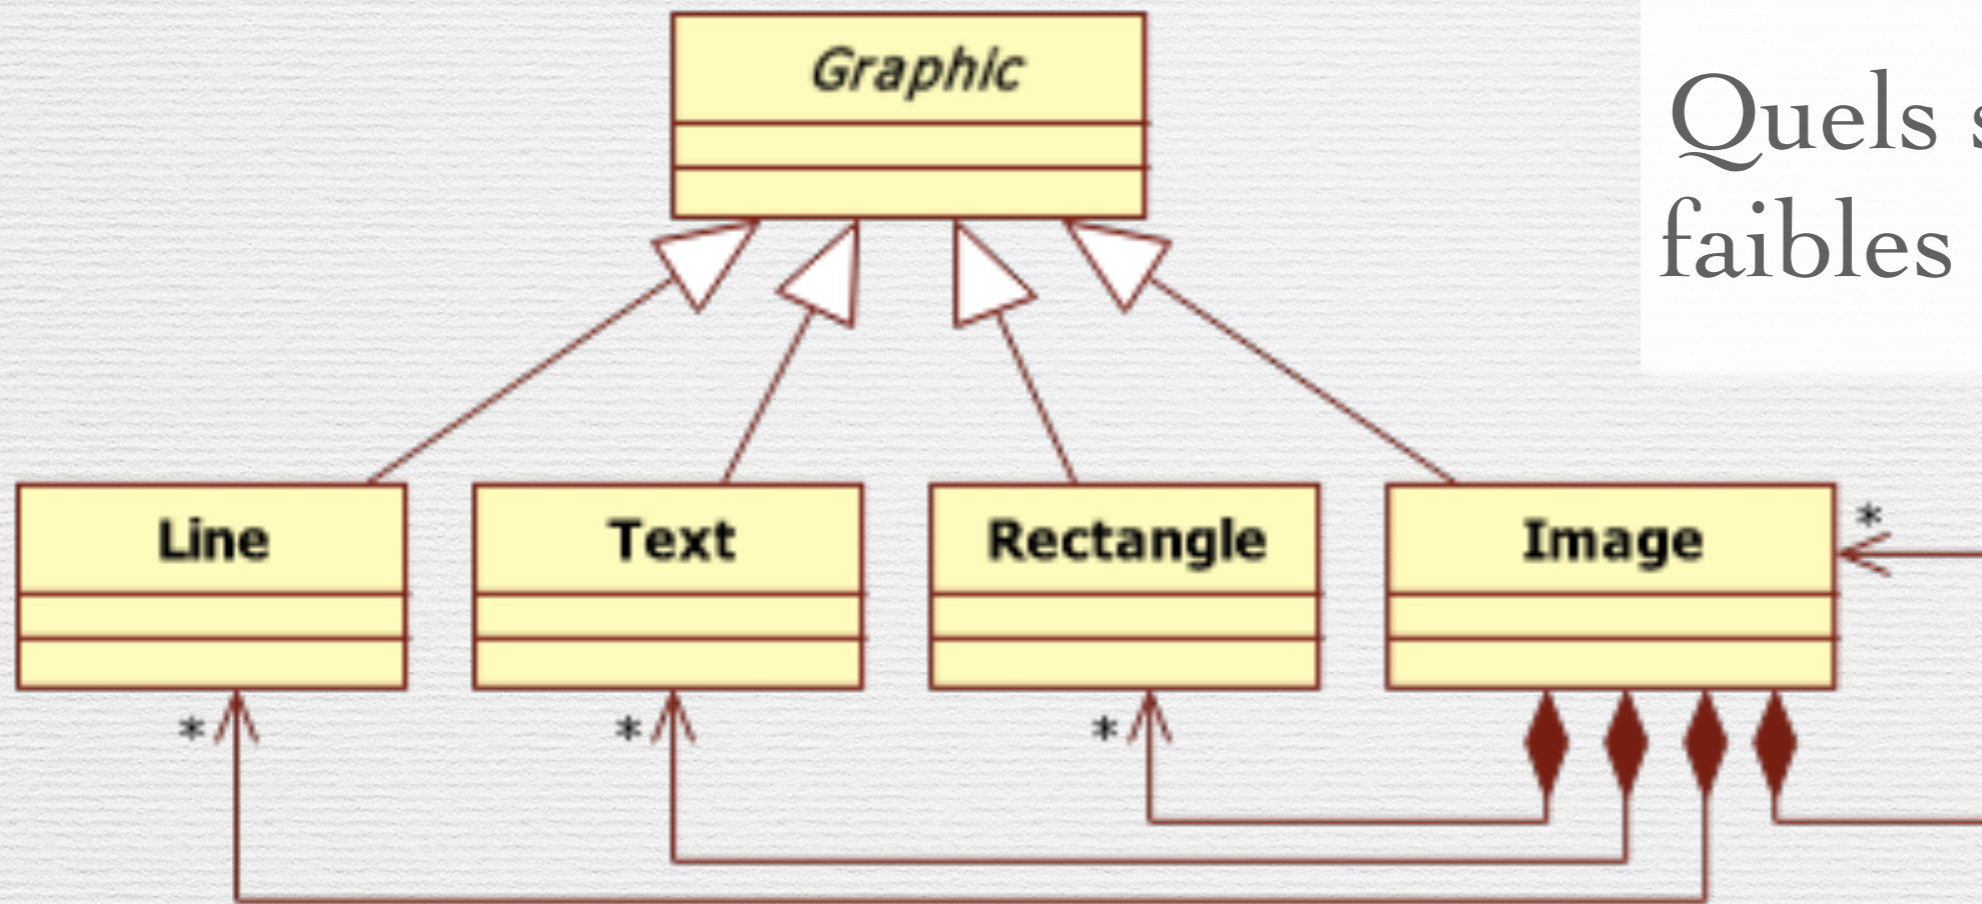 Graphic
Quels
faibles
Line
Text
Rectangle
Image
*
*
*
*